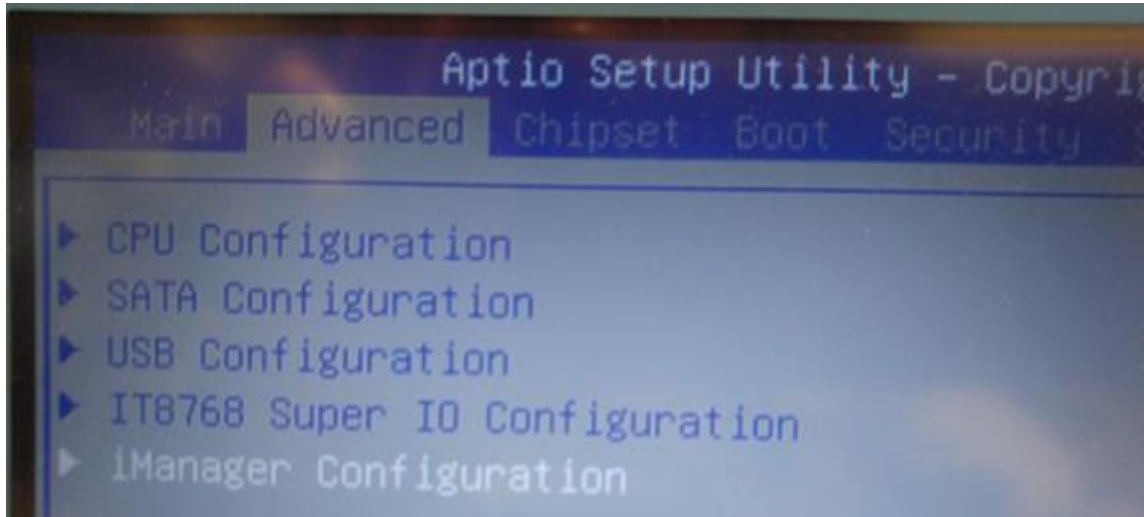 Aptio Setup Utility - Copyri
Main Advanced Chipset Boot Security
CPU Configuration
SATA Configuration
USB Configuration
IT8768 Super IO Configuration
iManager Configuration